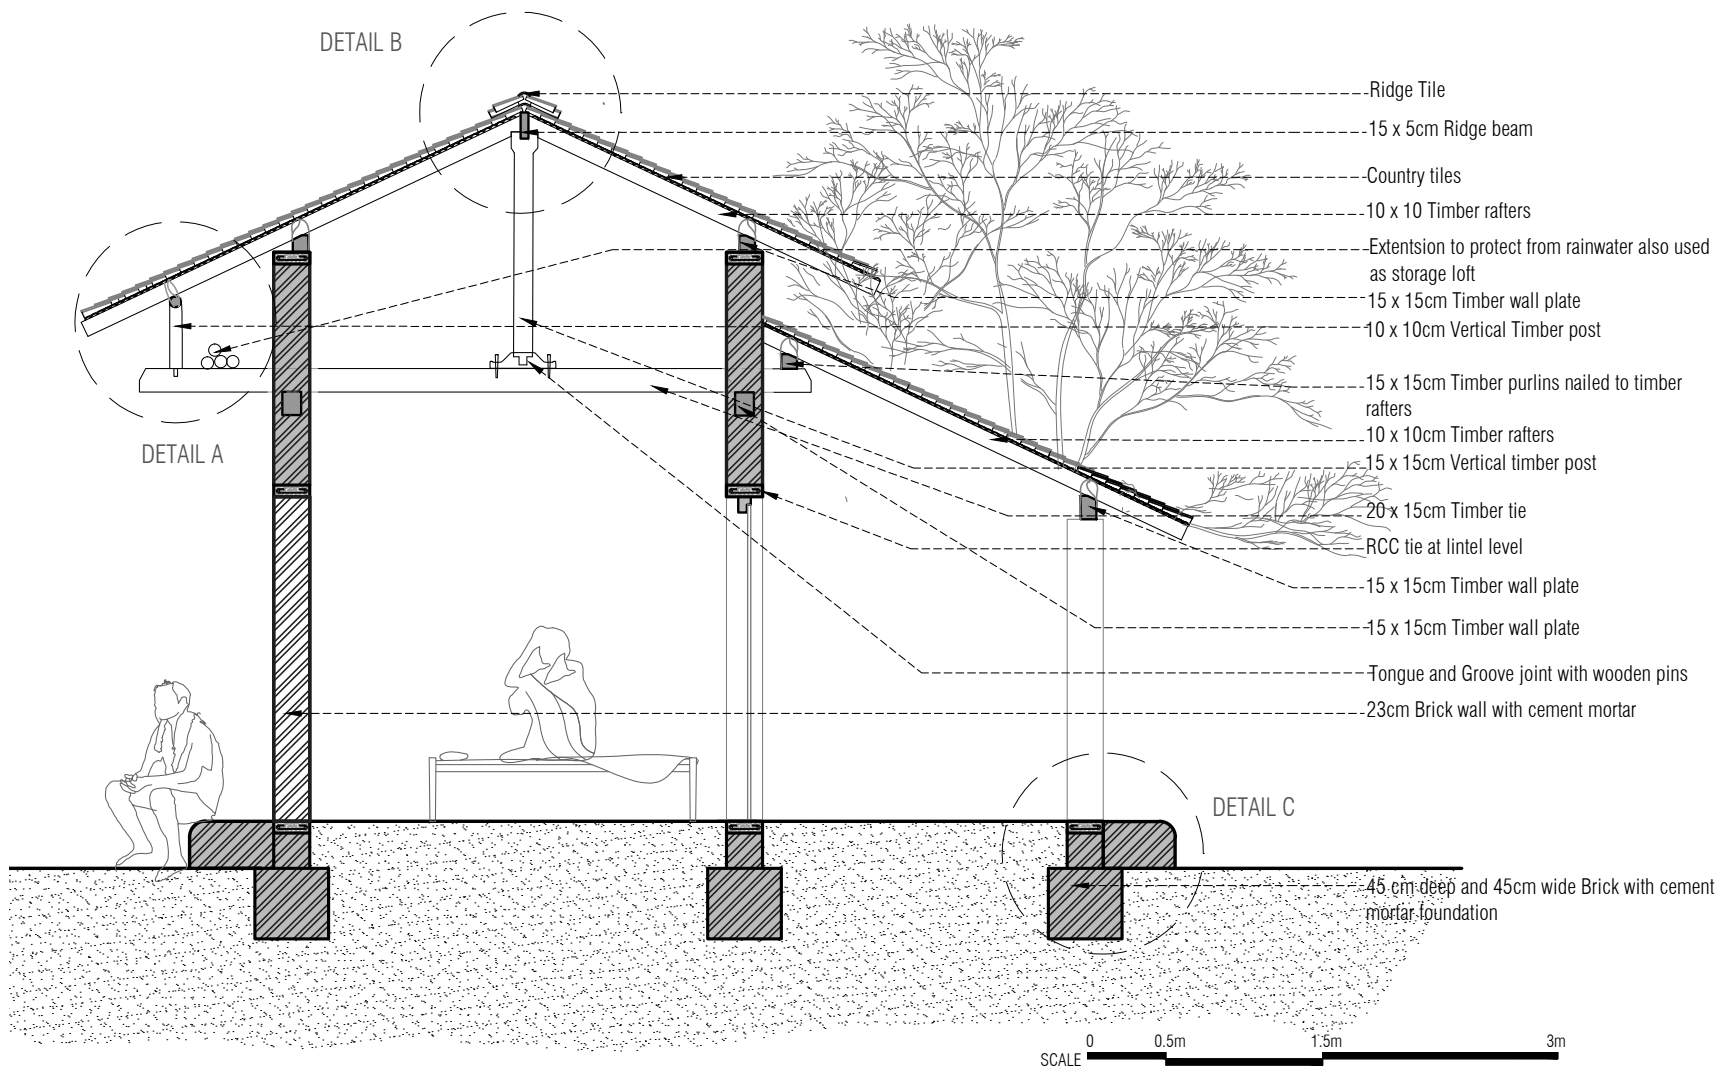 DETAIL B
Ridge Tile
15 x 5cm Ridge beam
Country tiles
10 x 10 Timber rafters
Extentsion to protect from rainwater also used
as storage loft
15 x 15cm Timber wall plate
10 x 10cm Vertical Timber post
15 x 15cm Timber purlins nailed to timber
rafters
10 x 10cm Timber rafters
DETAIL A
15 x 15cm Vertical timber post
20 x 15cm Timber tie
RCC tie at lintel level
15 x 15cm Timber wall plate
15 x 15cm Timber wall plate
Tongue and Groove joint with wooden pins
23cm Brick wall with cement mortar
DETAIL C
45 cm deep and 45cm wide Brick with cement
mortar foundation
0 0.5m 1.5m 3m
SCALE